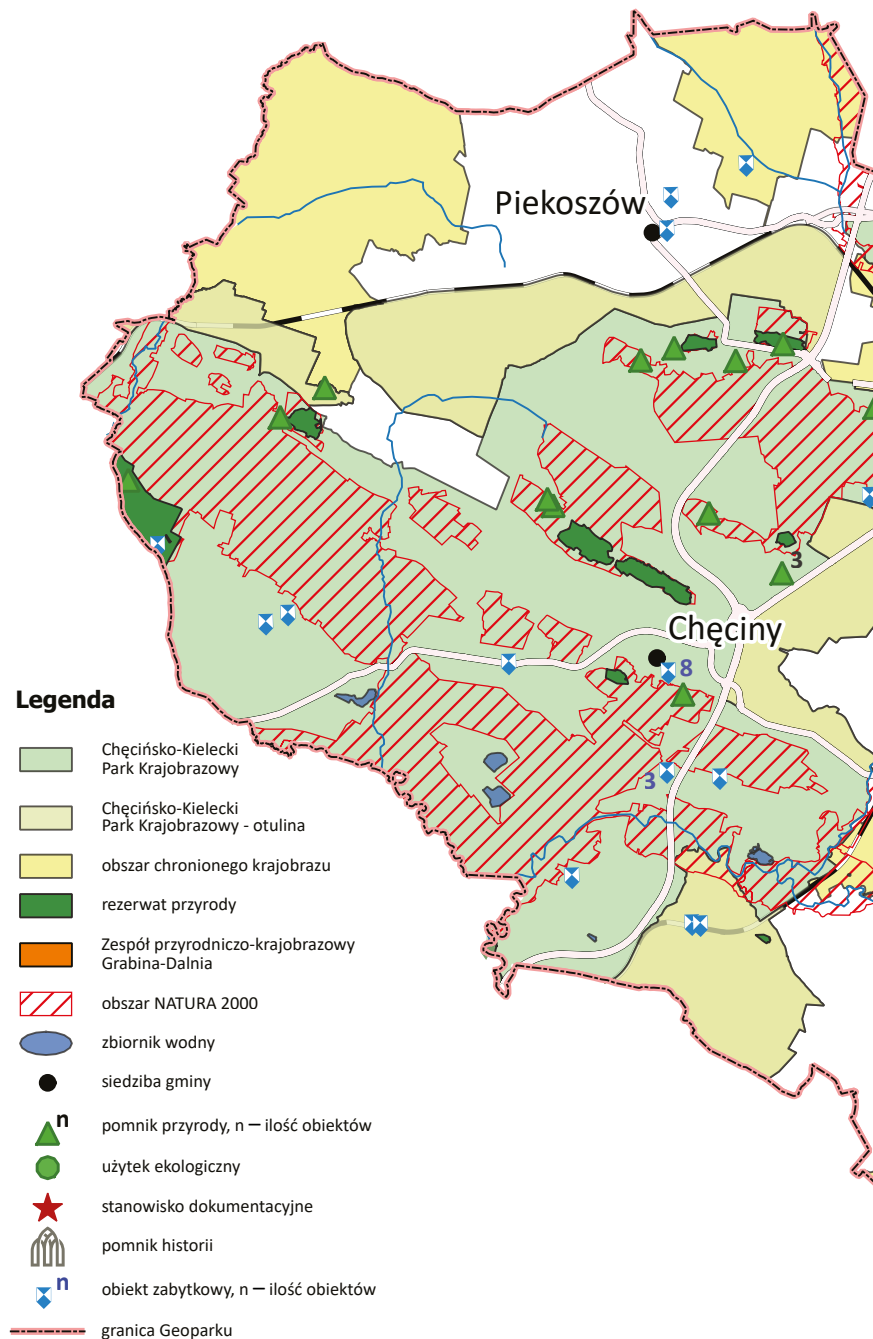 Piekoszów
3
Chęciny
8
3
Legenda
Chęcińsko-Kielecki
Park Krajobrazowy
Chęcińsko-Kielecki
Park Krajobrazowy - otulina
obszar chronionego krajobrazu
rezerwat przyrody
Zespół przyrodniczo-krajobrazowy
Grabina-Dalnia
obszar NATURA 2000
zbiornik wodny
siedziba gminy
n pomnik przyrody, n – ilość obiektów
użytek ekologiczny
stanowisko dokumentacyjne
pomnik historii
n obiekt zabytkowy, n – ilość obiektów
granica Geoparku